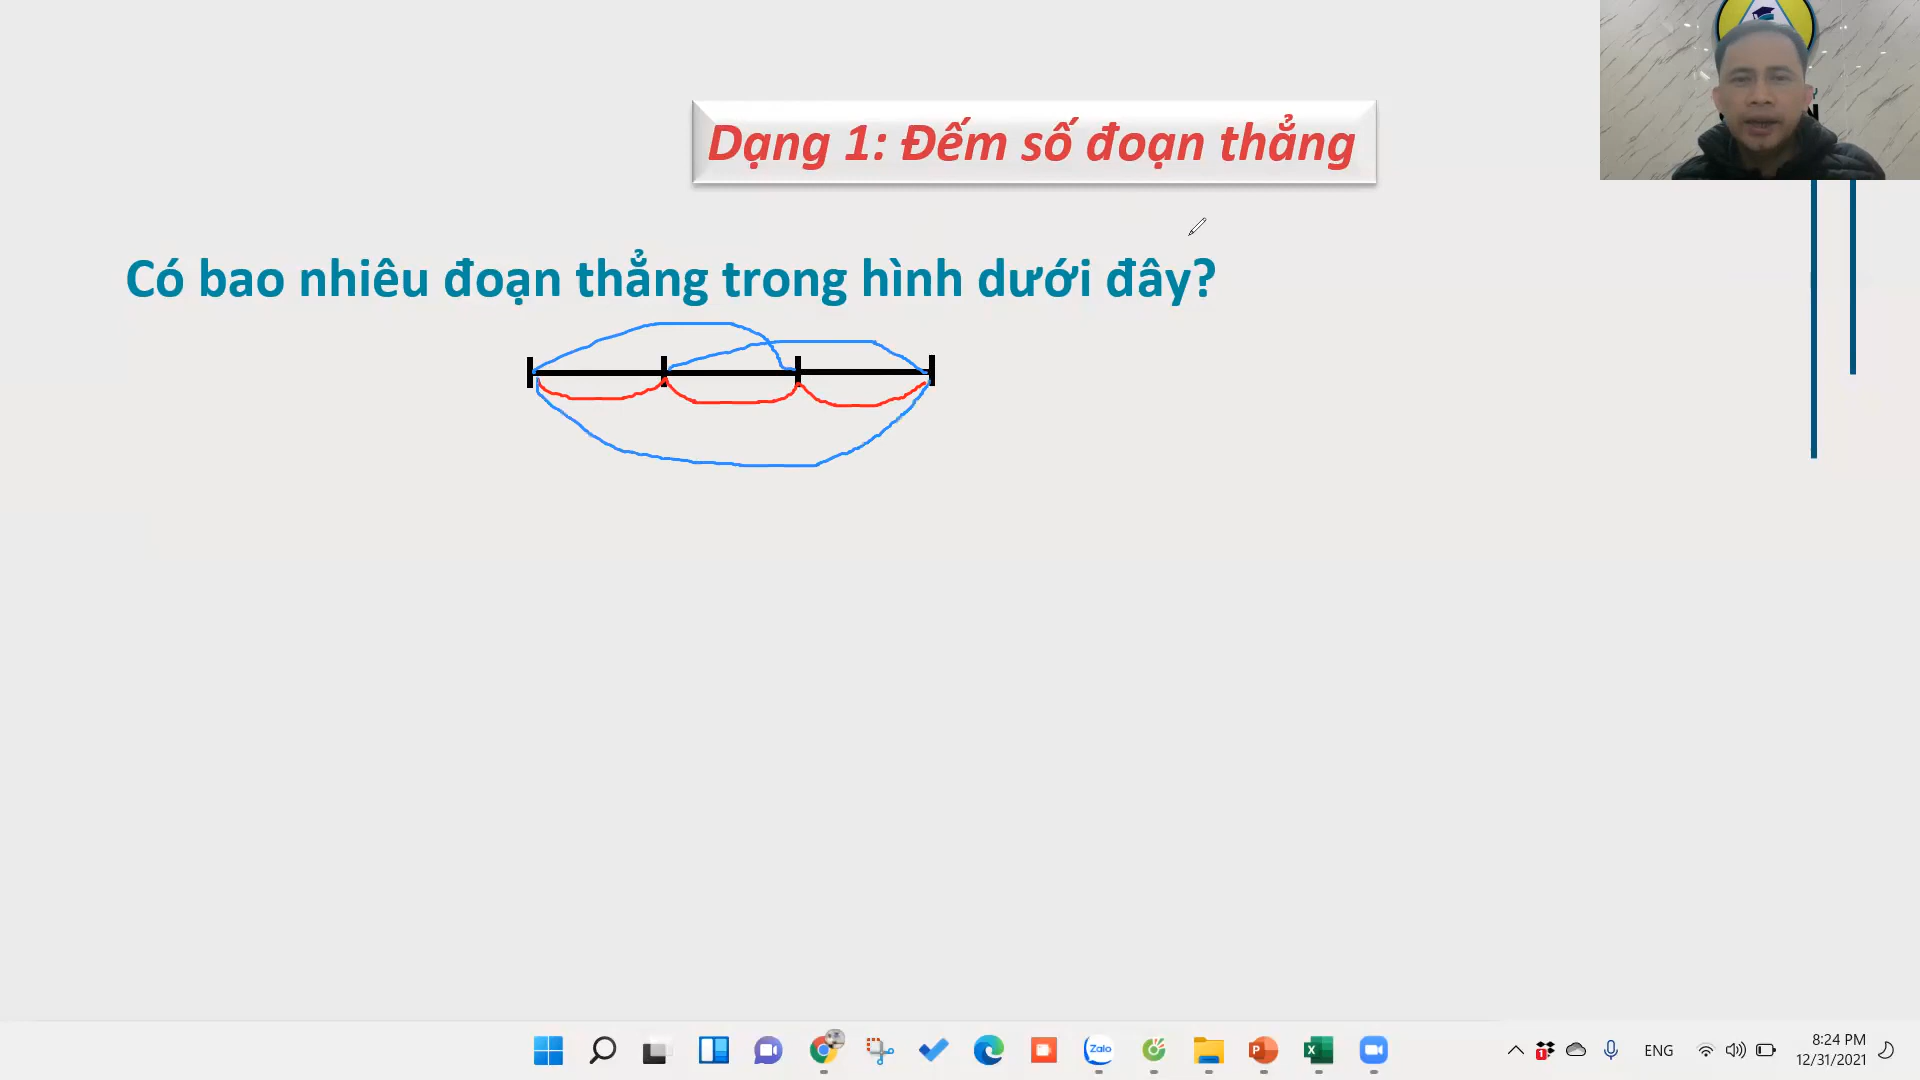 Dạng 1: Đếm số đoạn thẳng
Có bao nhiêu đoạn thẳng trong hình dưới đây?
Zalo
ENG
8:24 PM
12/31/2021